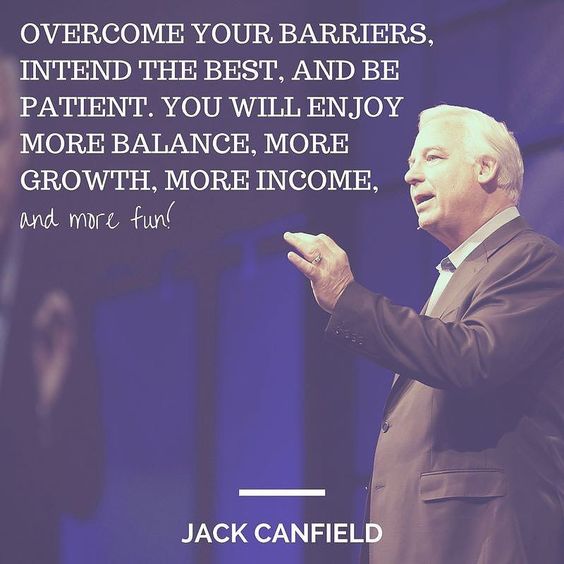 OVERCOME YOUR BARRIERS,
INTEND THE BEST, AND BE
PATIENT. YOU WILL ENJOY
MORE BALANCE, MORE
GROWTH, MORE INCOME,
and more fun!
JACK CANFIELD